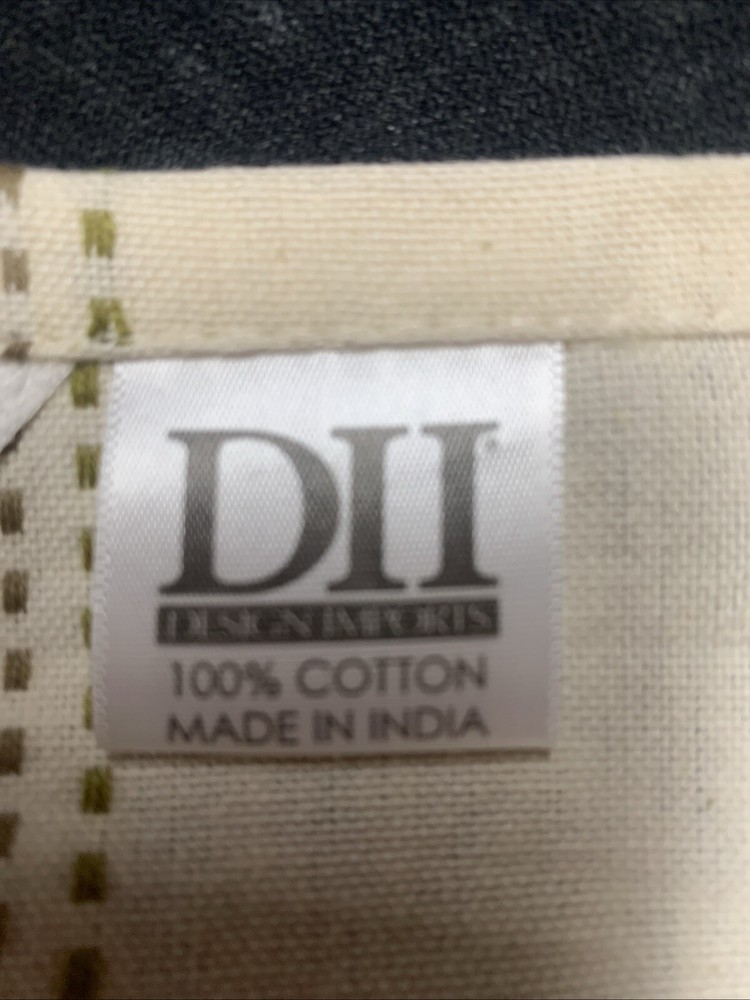 DII
DESIGN IMPORTS
100% COTTON
MADE IN INDIA